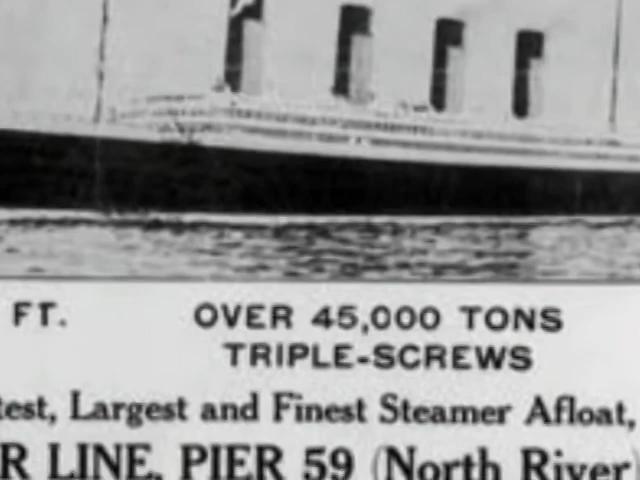 FT. OVER 45,000 TONS
TRIPLE-SCREWS
test, Largest and Finest Steamer Afloat,
R LINE, PIER 59 (North River)